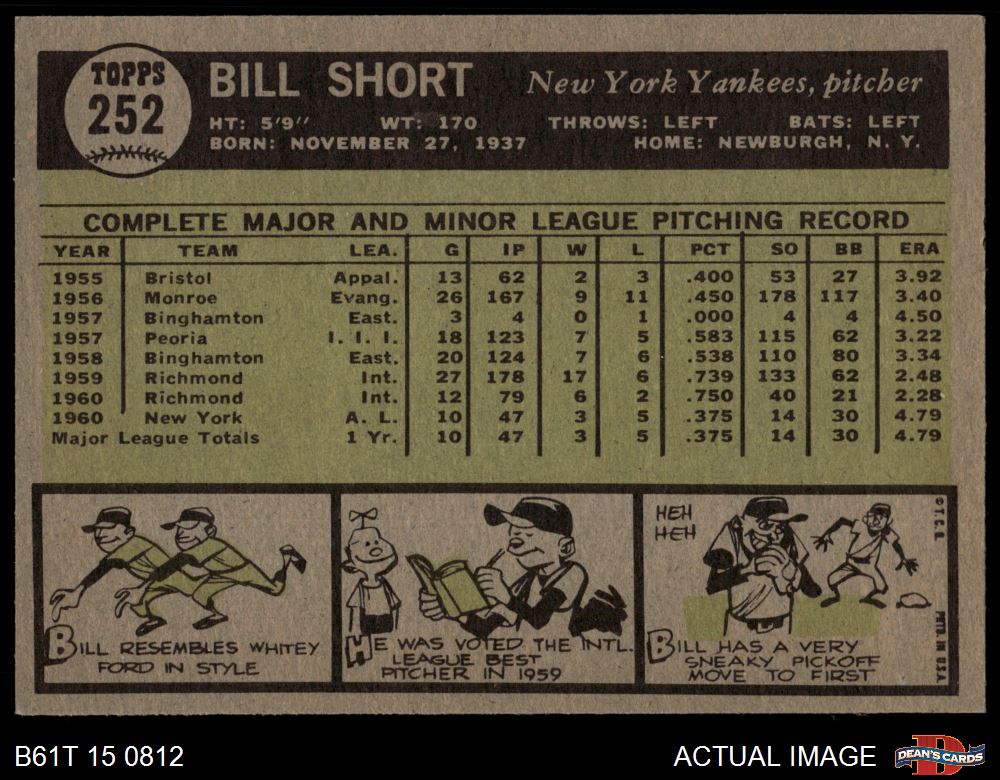 TOPPS
252
BILL SHORT New York Yankees, pitcher
HT: 5'9" WT: 170 THROWS: LEFT BATS: LEFT
BORN: NOVEMBER 27, 1937 HOME: NEWBURGH, N. Y.
COMPLETE MAJOR AND MINOR LEAGUE PITCHING RECORD
YEAR TEAM LEA. G IP W L PCT SO BB ERA
1955 Bristol Appal. 13 62 2 3 .400 53 27 3.92
1956 Monroe Evang. 26 167 9 11 .450 178 117 3.40
1957 Binghamton East. 3 4 0 1 .000 4 4 4.50
1957 Peoria I. I. I. 18 123 7 5 .583 115 62 3.22
1958 Binghamton East. 20 124 7 6 .538 110 80 3.34
1959 Richmond Int. 27 178 17 6 .739 133 62 2.48
1960 Richmond Int. 12 79 6 2 .750 40 21 2.28
1960 New York A. L. 10 47 3 5 .375 14 30 4.79
Major League Totals 1 Yr. 10 47 3 5 .375 14 30 4.79
BILL RESEMBLES WHITEY
FORD IN STYLE
HE WAS VOTED THE INTL.
LEAGUE BEST
PITCHER IN 1959
HEH
HEH
BILL HAS A VERY
SNEAKY PICKOFF
MOVE TO FIRST
© T.C.G.
PRTD. IN U.S.A.
B61T 15 0812 ACTUAL IMAGE
D
DEAN'S CARDS